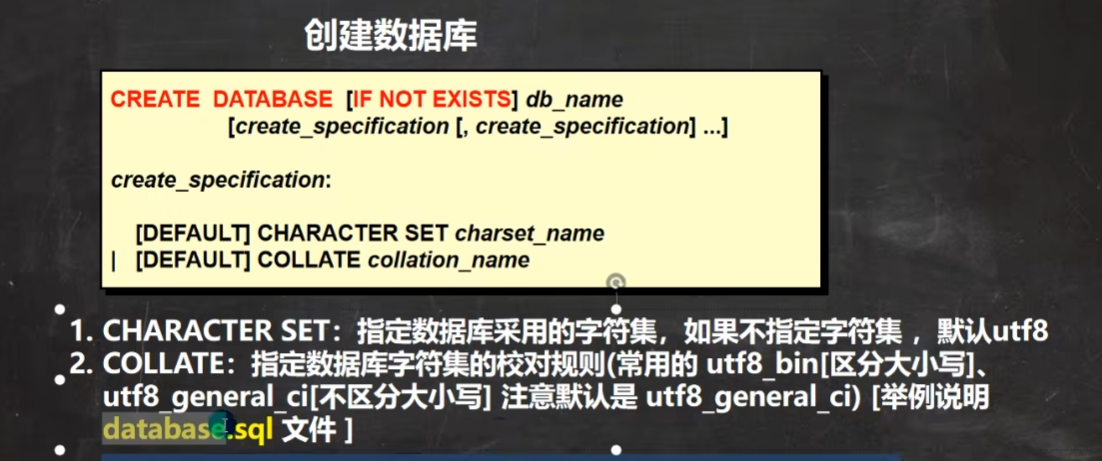 创建数据库
CREATE DATABASE [IF NOT EXISTS] db_name
[create_specification [, create_specification] ...]
create_specification:
[DEFAULT] CHARACTER SET charset_name
| [DEFAULT] COLLATE collation_name
1. CHARACTER SET：指定数据库采用的字符集，如果不指定字符集，默认utf8
2. COLLATE：指定数据库字符集的校对规则(常用的 utf8_bin[区分大小写]、
utf8_general_ci[不区分大小写] 注意默认是 utf8_general_ci) [举例说明
database.sql 文件 ]